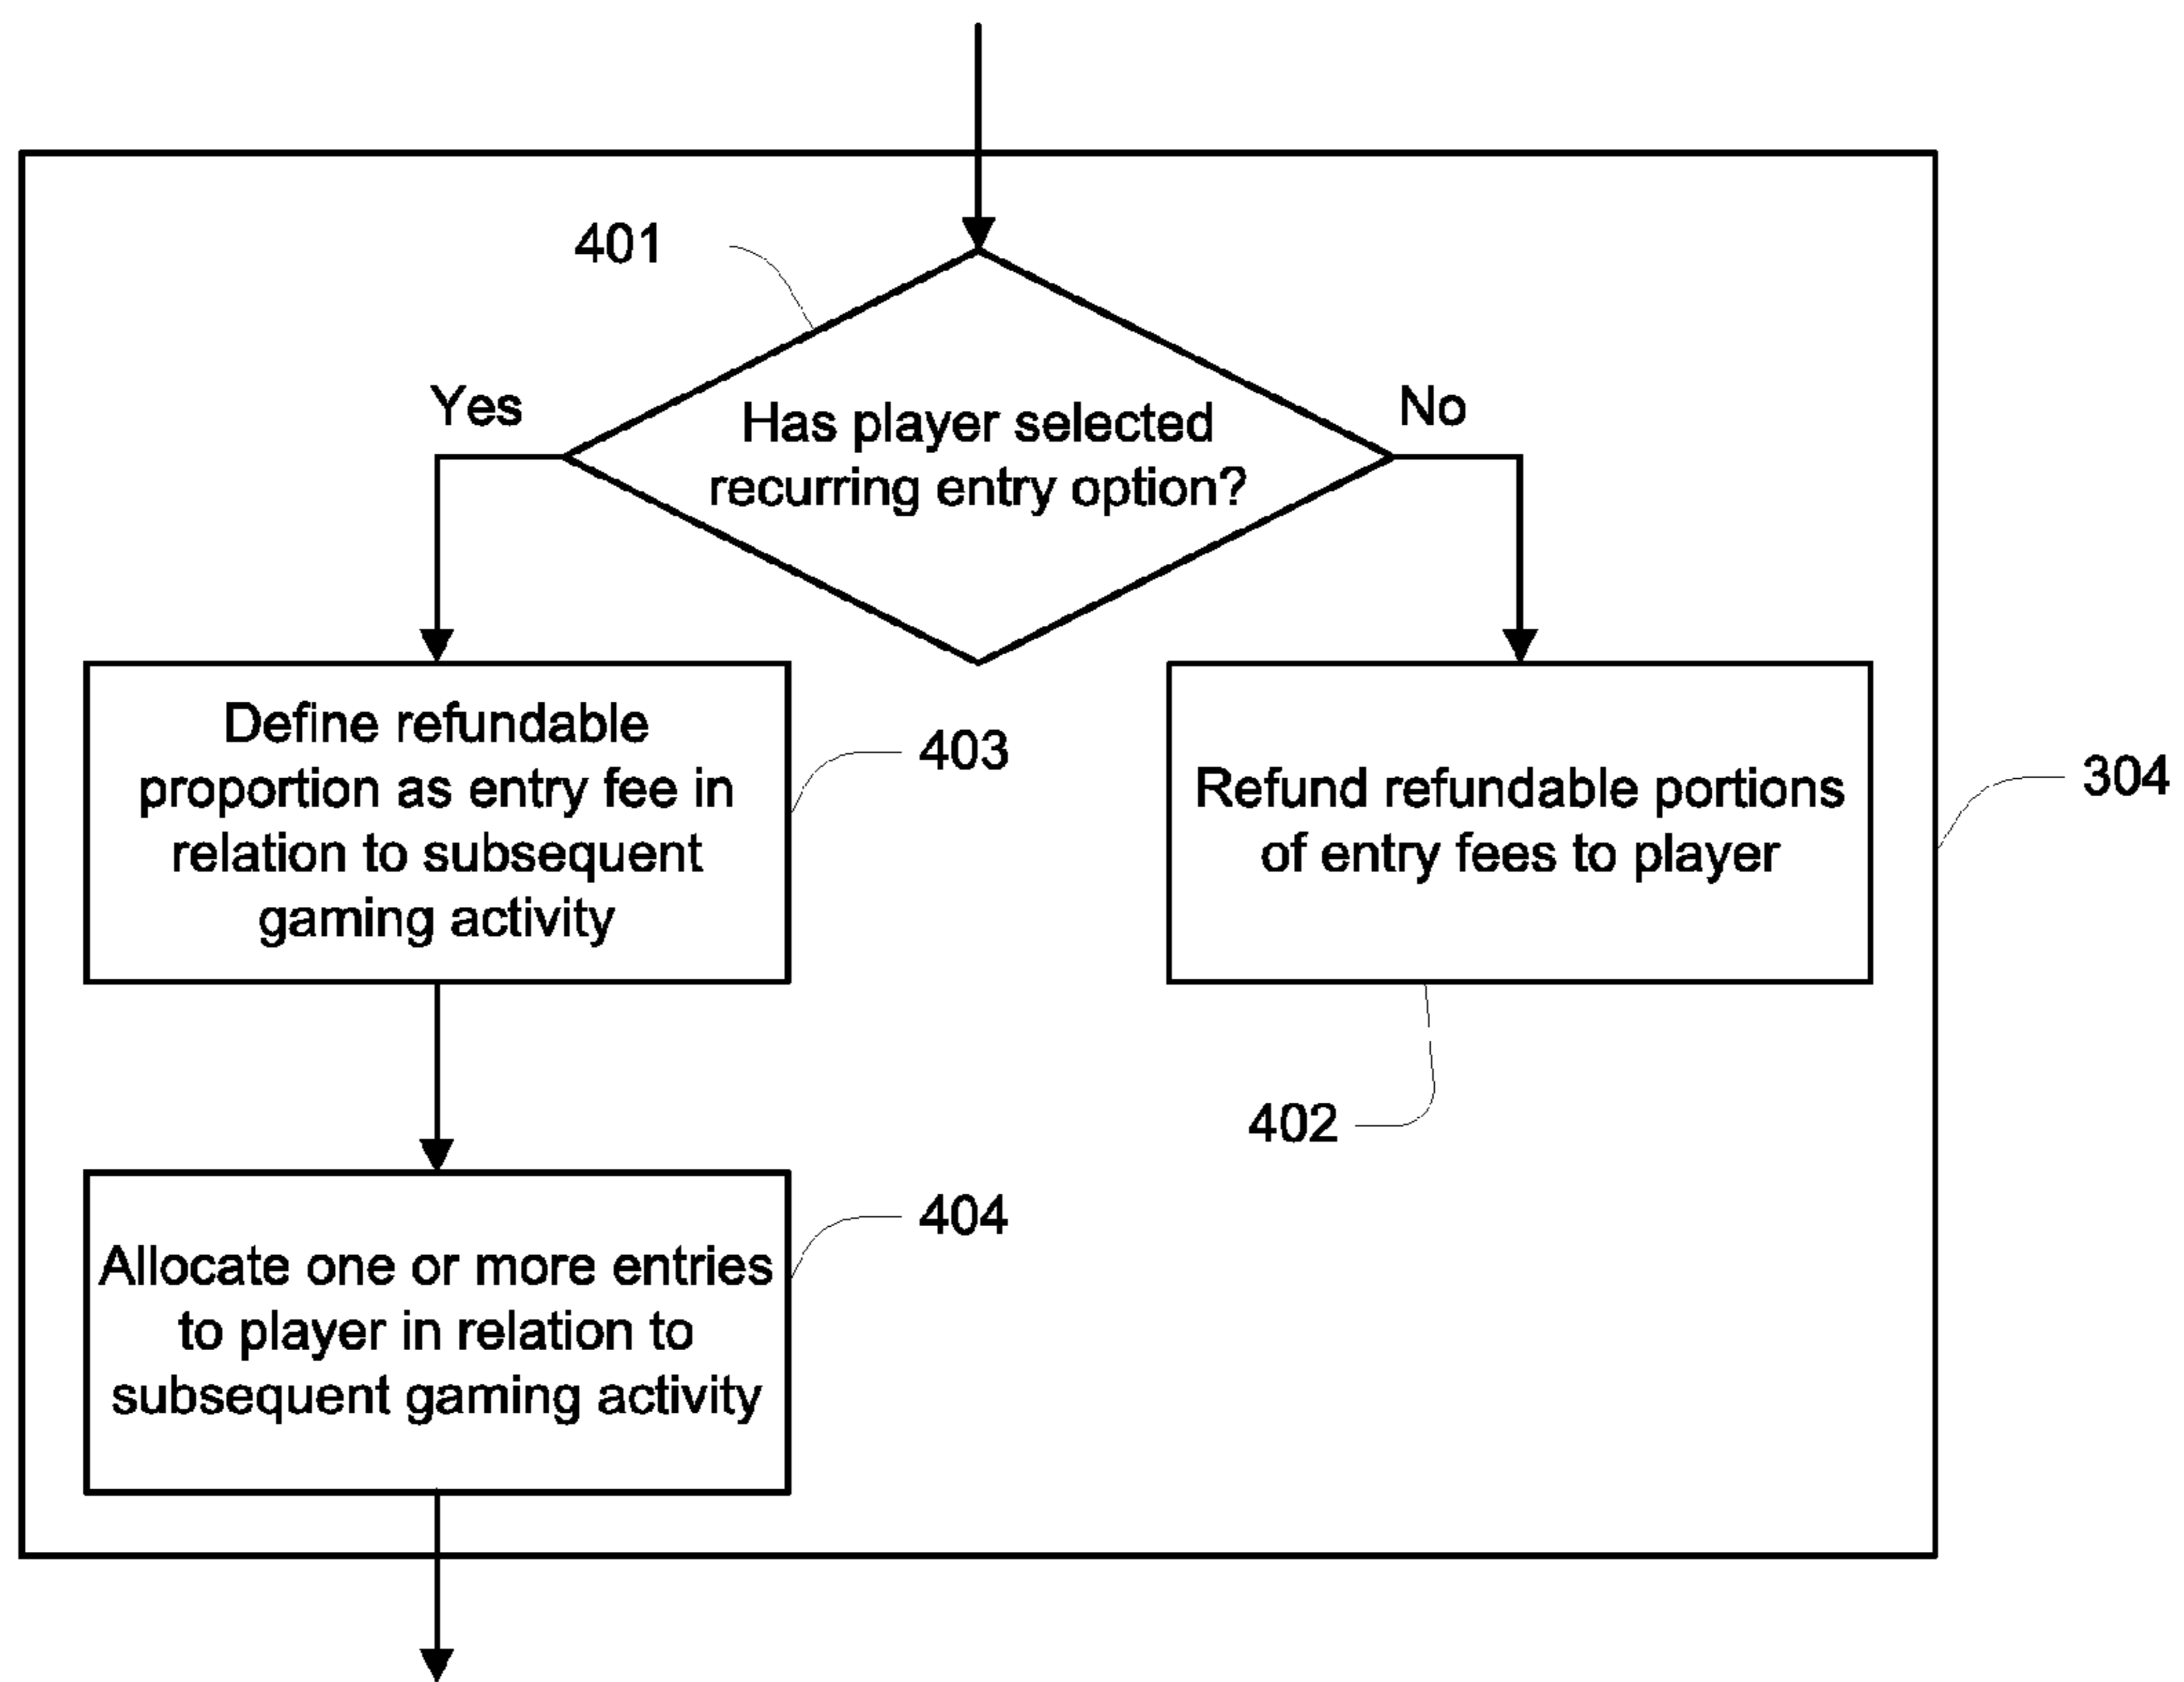 401
Yes
No
Has player selected
recurring entry option?
Define refundable
proportion as entry fee in
relation to subsequent
gaming activity
403
Refund refundable portions
of entry fees to player
304
402
Allocate one or more entries
to player in relation to
subsequent gaming activity
404